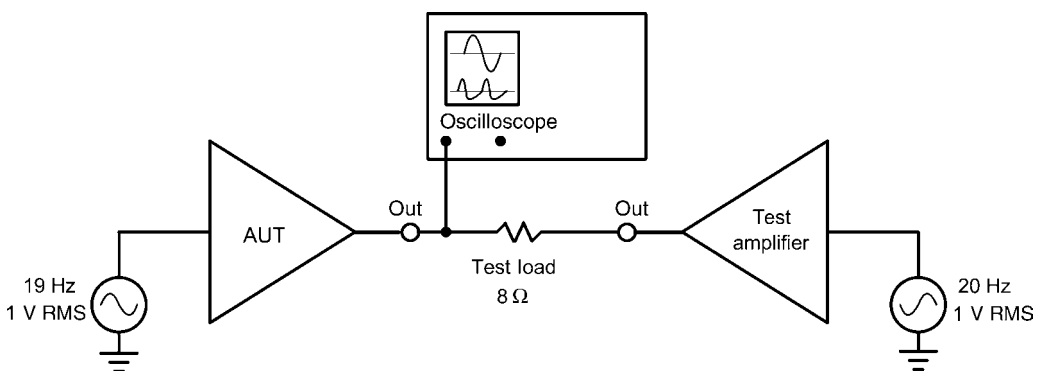 Oscilloscope
Out
Out
AUT
Test
amplifier
Test load
8 Ω
19 Hz
1 V RMS
20 Hz
1 V RMS